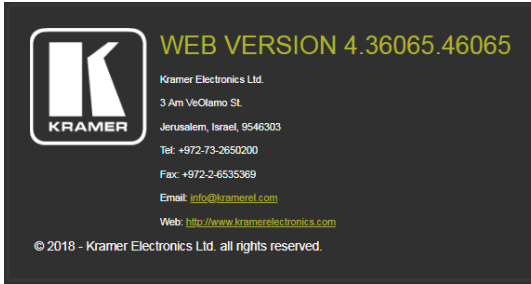 WEB VERSION 4.36065.46065
KRAMER
Kramer Electronics Ltd.
3 Am VeOlamo St.
Jerusalem, Israel, 9546303
Tel: +972-73-2650200
Fax: +972-2-6535369
Email: info@kramerel.com
Web: http://www.kramerelectronics.com
© 2018 - Kramer Electronics Ltd. all rights reserved.